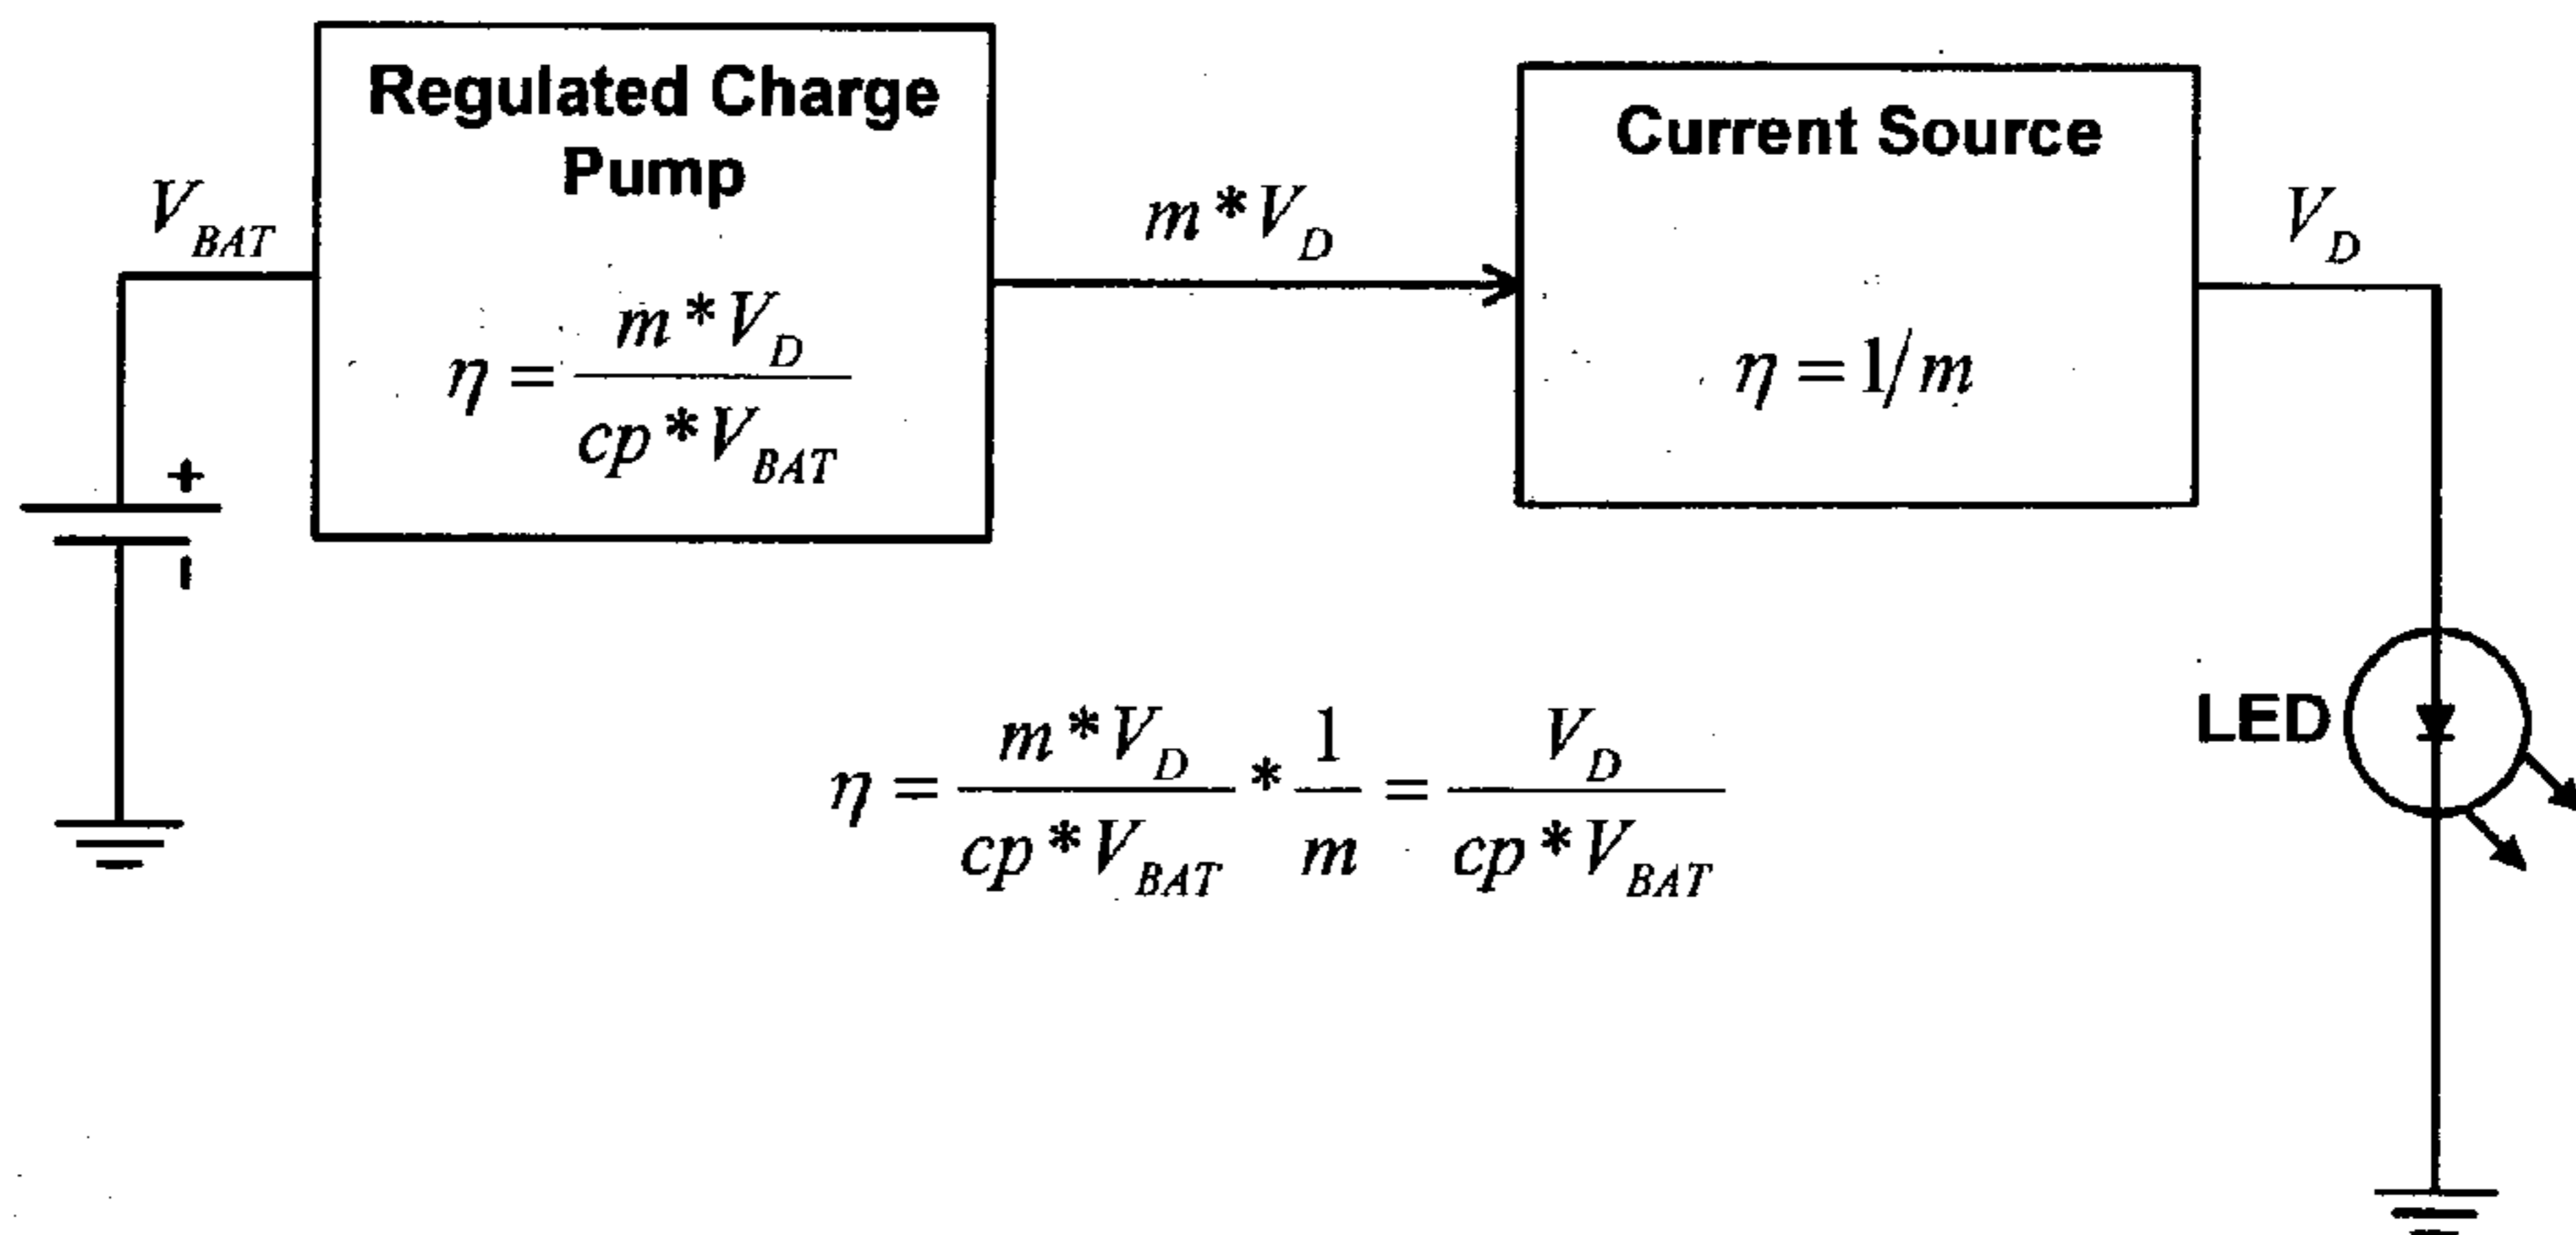 Regulated Charge
Pump
V_BAT
η = m*V_D / cp*V_BAT
+
-
m*V_D
Current Source
η = 1/m
V_D
LED
η = m*V_D / cp*V_BAT * 1/m = V_D / cp*V_BAT